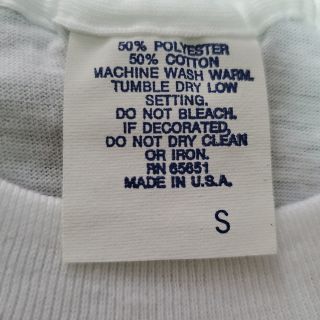 50% POLYESTER
50% COTTON
MACHINE WASH WARM.
TUMBLE DRY LOW
SETTING.
DO NOT BLEACH.
IF DECORATED,
DO NOT DRY CLEAN
OR IRON.
RN 65651
MADE IN U.S.A.
S